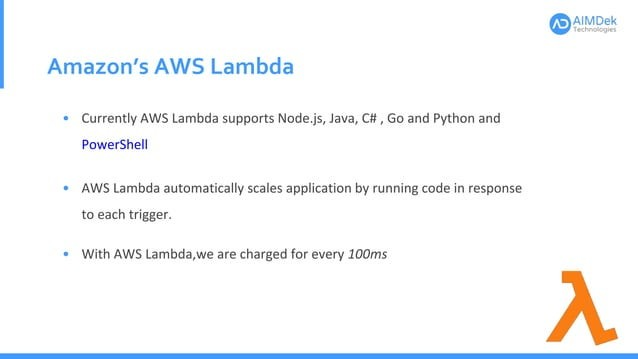 AIMDek
Technologies
Amazon’s AWS Lambda
• Currently AWS Lambda supports Node.js, Java, C# , Go and Python and
PowerShell
• AWS Lambda automatically scales application by running code in response
to each trigger.
• With AWS Lambda,we are charged for every 100ms